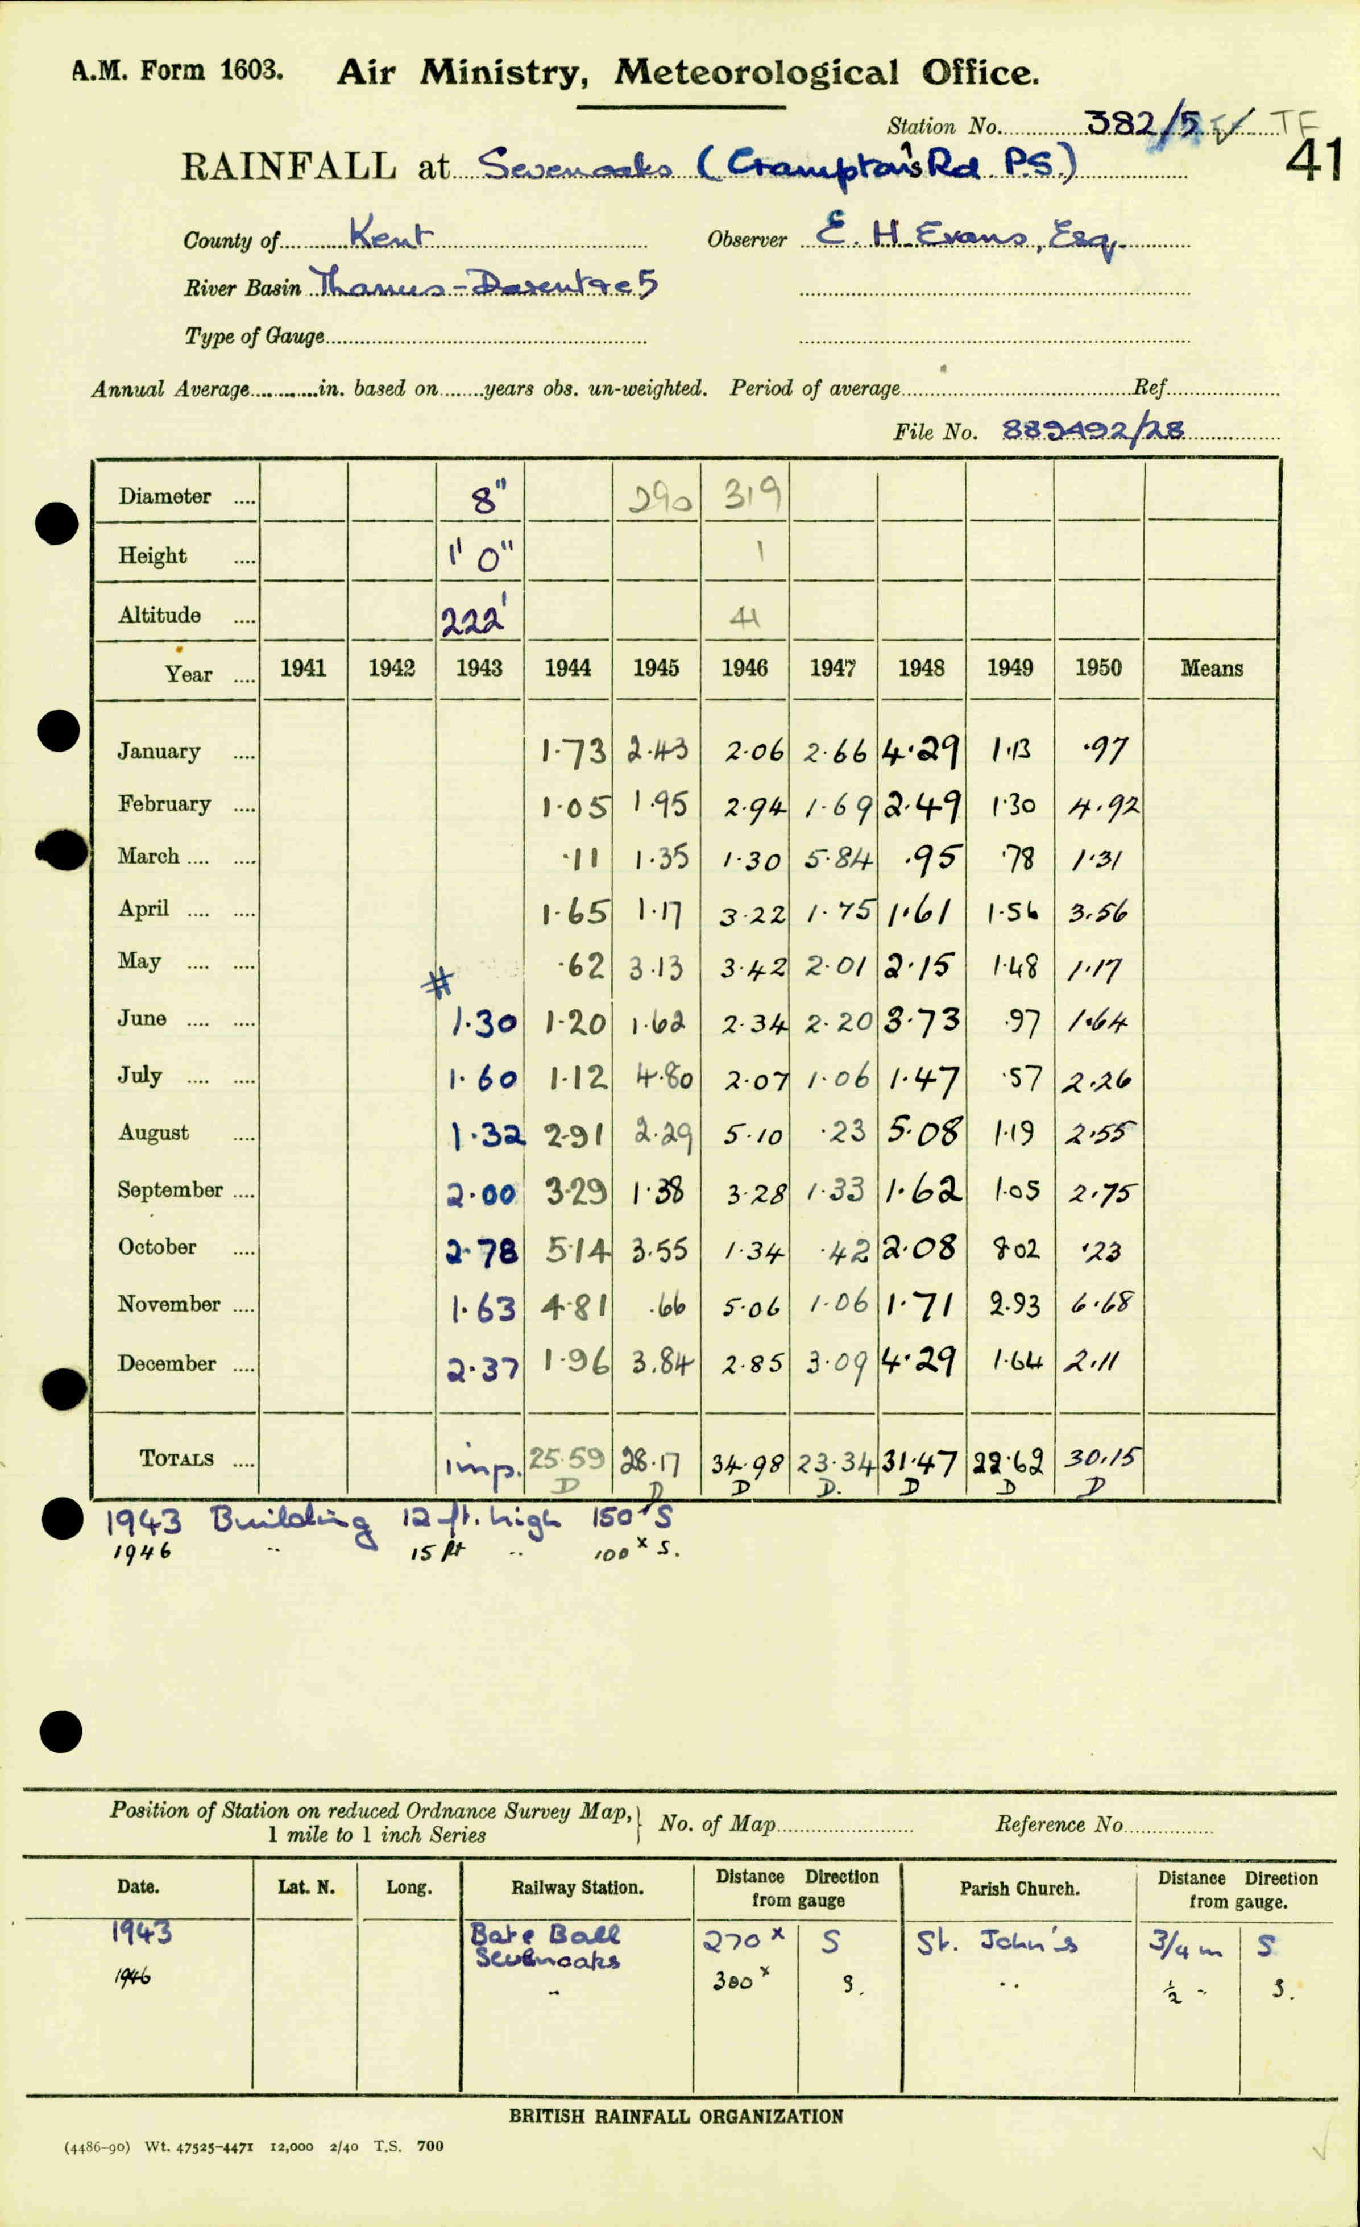 A.M. Form 1603. Air Ministry, Meteorological Office.
Station No. 382/5 ✓ TF
41
RAINFALL at Sevenoaks (Crampton's Rd P.S.)
County of Kent Observer E. H. Evans, Esq.
River Basin Thames - Darent
Type of Gauge
Annual Average in. based on years obs. un-weighted. Period of average Ref.
File No. 889492/28
Diameter 8" 290 319
Height 1' 0" 1
Altitude 222' 41
Year 1941 1942 1943 1944 1945 1946 1947 1948 1949 1950 Means
January 1.73 2.43 2.06 2.66 4.29 1.13 .97
February 1.05 1.95 2.94 1.69 2.49 1.30 4.92
March .11 1.35 1.30 5.84 .95 .78 1.31
April 1.65 1.17 3.22 1.75 1.61 1.56 3.56
May # .62 3.13 3.42 2.01 2.15 1.48 1.17
June 1.30 1.20 1.62 2.34 2.20 3.73 .97 1.64
July 1.60 1.12 4.80 2.07 1.06 1.47 .57 2.26
August 1.32 2.91 2.29 5.10 .23 5.08 1.19 2.55
September 2.00 3.29 1.38 3.28 1.33 1.62 1.05 2.75
October 2.78 5.14 3.55 1.34 .42 2.08 8.02 .23
November 1.63 4.81 .66 5.06 1.06 1.71 2.93 6.68
December 2.37 1.96 3.84 2.85 3.09 4.29 1.64 2.11
TOTALS imp. 25.59 28.17 34.98 23.34 31.47 22.62 30.15
D D D D. D D D
1943 Building 12 ft. high 150 S
1946 " 15 ft " 100x S.
Position of Station on reduced Ordnance Survey Map, 1 mile to 1 inch Series
No. of Map Reference No.
Date. Lat. N. Long. Railway Station. Distance Direction from gauge Parish Church. Distance Direction from gauge.
1943 Bat & Ball Sevenoaks 270x S St. John's 3/4 m S
1946 " 300x S. " ½ " S.
BRITISH RAINFALL ORGANIZATION
(4486-90) Wt. 47525-4471 12,000 2/40 T.S. 700